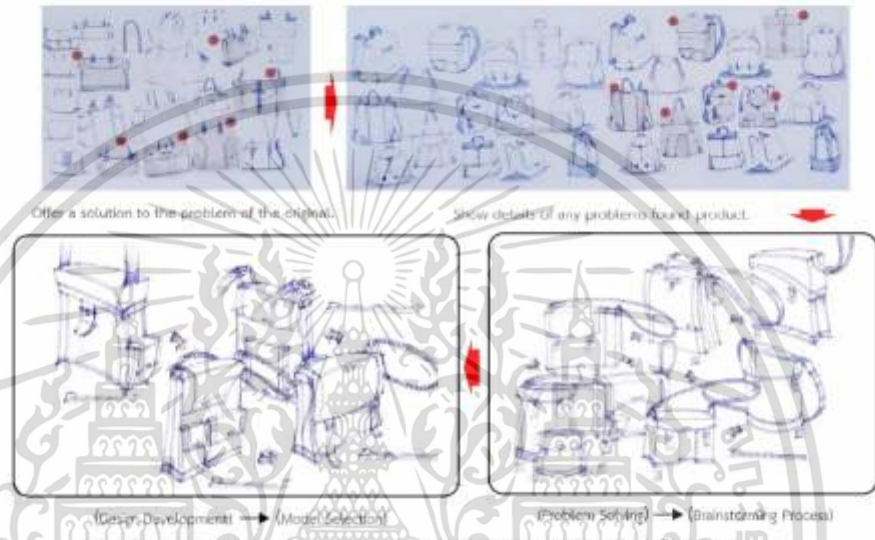 Offer a solution to the problem of the original.
Show details of any problems found product.
(Design Development) → (Model Selection)
(Problem Solving) → (Brainstorming Process)